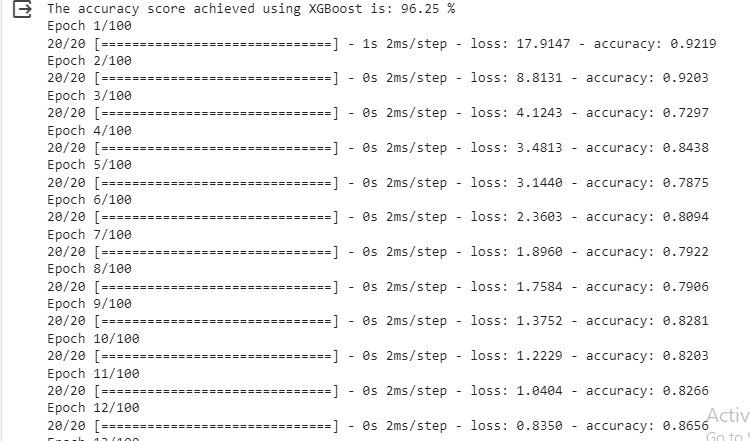 The accuracy score achieved using XGBoost is: 96.25 %
Epoch 1/100
20/20 [==============================] - 1s 2ms/step - loss: 17.9147 - accuracy: 0.9219
Epoch 2/100
20/20 [==============================] - 0s 2ms/step - loss: 8.8131 - accuracy: 0.9203
Epoch 3/100
20/20 [==============================] - 0s 2ms/step - loss: 4.1243 - accuracy: 0.7297
Epoch 4/100
20/20 [==============================] - 0s 2ms/step - loss: 3.4813 - accuracy: 0.8438
Epoch 5/100
20/20 [==============================] - 0s 2ms/step - loss: 3.1440 - accuracy: 0.7875
Epoch 6/100
20/20 [==============================] - 0s 2ms/step - loss: 2.3603 - accuracy: 0.8094
Epoch 7/100
20/20 [==============================] - 0s 2ms/step - loss: 1.8960 - accuracy: 0.7922
Epoch 8/100
20/20 [==============================] - 0s 2ms/step - loss: 1.7584 - accuracy: 0.7906
Epoch 9/100
20/20 [==============================] - 0s 2ms/step - loss: 1.3752 - accuracy: 0.8281
Epoch 10/100
20/20 [==============================] - 0s 2ms/step - loss: 1.2229 - accuracy: 0.8203
Epoch 11/100
20/20 [==============================] - 0s 2ms/step - loss: 1.0404 - accuracy: 0.8266
Epoch 12/100
20/20 [==============================] - 0s 2ms/step - loss: 0.8350 - accuracy: 0.8656
Activ
Go to S
Epoch 13/100